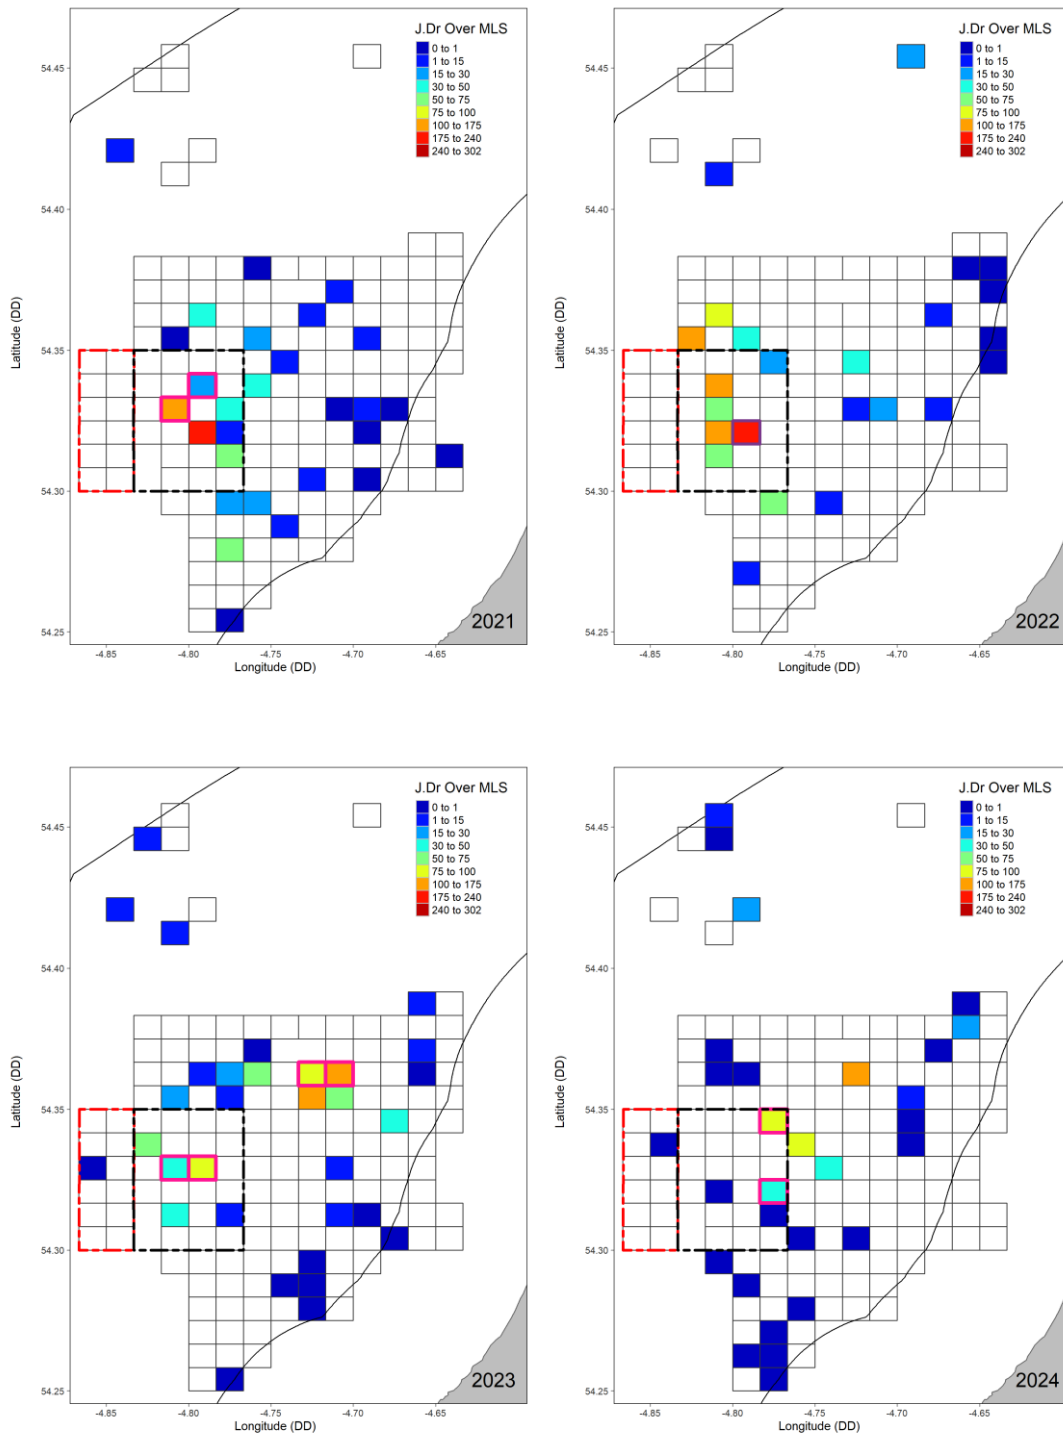 J.Dr Over MLS
0 to 1
1 to 15
15 to 30
30 to 50
50 to 75
75 to 100
100 to 175
175 to 240
240 to 302
54.45
54.40
54.35
54.30
54.25
Latitude (DD)
2021
-4.85 -4.80 -4.75 -4.70 -4.65
Longitude (DD)
J.Dr Over MLS
0 to 1
1 to 15
15 to 30
30 to 50
50 to 75
75 to 100
100 to 175
175 to 240
240 to 302
54.45
54.40
54.35
54.30
54.25
Latitude (DD)
2022
-4.85 -4.80 -4.75 -4.70 -4.65
Longitude (DD)
J.Dr Over MLS
0 to 1
1 to 15
15 to 30
30 to 50
50 to 75
75 to 100
100 to 175
175 to 240
240 to 302
54.45
54.40
54.35
54.30
54.25
Latitude (DD)
2023
-4.85 -4.80 -4.75 -4.70 -4.65
Longitude (DD)
J.Dr Over MLS
0 to 1
1 to 15
15 to 30
30 to 50
50 to 75
75 to 100
100 to 175
175 to 240
240 to 302
54.45
54.40
54.35
54.30
54.25
Latitude (DD)
2024
-4.85 -4.80 -4.75 -4.70 -4.65
Longitude (DD)